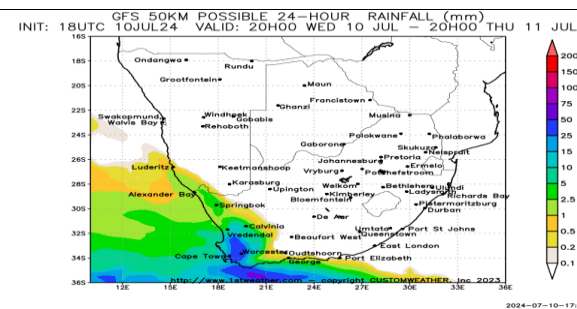 GFS 50KM POSSIBLE 24-HOUR RAINFALL (mm)
INIT: 18UTC 10JUL24 VALID: 20H00 WED 10 JUL - 20H00 THU 11 JUL
16S
18S
20S
22S
24S
26S
28S
30S
32S
34S
36S
12E
15E
18E
21E
24E
27E
30E
33E
36E
Ondangwa
Rundu
Grootfontein
Maun
Francistown
Ghanzi
Swakopmund
Windhoek
Gobabis
Walvis Bay
Rehoboth
Musina
Polokwane
Phalaborwa
Gaborone
Skukuza
Pretoria
Nelspruit
Johannesburg
Ermelo
Luderitz
Keetmanshoop
Vryburg
Potchefstroom
Karasburg
Welkom
Bethlehem
Ulundi
Alexander Bay
Upington
Kimberley
Ladysmith
Richards Bay
Springbok
Bloemfontein
Pietermaritzburg
Durban
De Aar
Calvinia
Vredendal
Beaufort West
Umtata
Port St Johns
Queenstown
East London
Worcester
Oudtshoorn
Cape Town
George
Port Elizabeth
http://www.1stweather.com - copyright CUSTOMWEATHER, Inc 2023
200
150
100
75
50
25
15
10
5
2.5
1
0.5
0.2
0.1
2024-07-10-17: